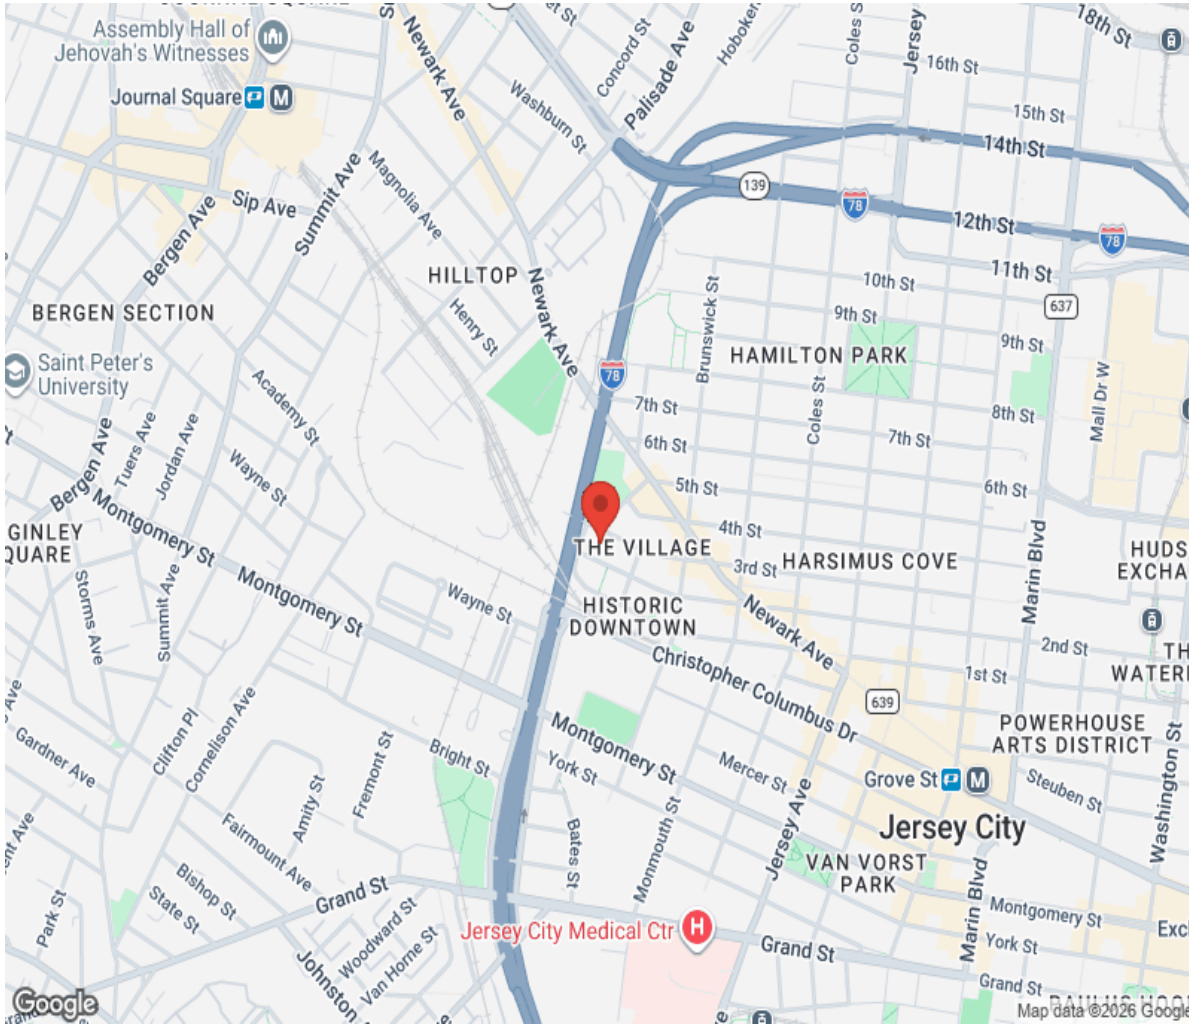 Assembly Hall of
Jehovah's Witnesses
Journal Square
M
Newark Ave
Concord St
Palisade Ave
Hoboken
Coles S
Jersey
18th St
16th St
15th St
14th St
Washburn St
139
78
12th St
78
11th St
Magnolia Ave
Summit Ave
Sip Ave
Bergen Ave
HILLTOP
Newark Ave
Henry St
BERGEN SECTION
10th St
637
9th St
9th St
Brunswick St
HAMILTON PARK
Saint Peter's
University
78
Mall Dr W
Coles St
7th St
8th St
7th St
6th St
Academy St
Tuers Ave
Jordan Ave
Bergen Ave
Wayne St
5th St
6th St
Montgomery St
4th St
GINLEY
QUARE
THE VILLAGE
3rd St
HARSIMUS COVE
Marin Blvd
HUDS
EXCHA
Storms Ave
Summit Ave
Montgomery St
Wayne St
HISTORIC
DOWNTOWN
Newark Ave
2nd St
1st St
TH
WATER
Christopher Columbus Dr
639
Clifton Pl
Cornelison Ave
Gardner Ave
POWERHOUSE
ARTS DISTRICT
Montgomery St
Bright St
York St
Mercer St
Grove St
M
Steuben St
Washington St
Fremont St
Amity St
Fairmount Ave
Jersey City
Bates St
Monmouth St
Jersey Ave
VAN VORST
PARK
Marin Blvd
Bishop St
State St
Park St
Grand St
Woodward St
Van Horne St
Johnston
Jersey City Medical Ctr
H
Grand St
Montgomery St
York St
Grand St
Google
Map data ©2026 Google